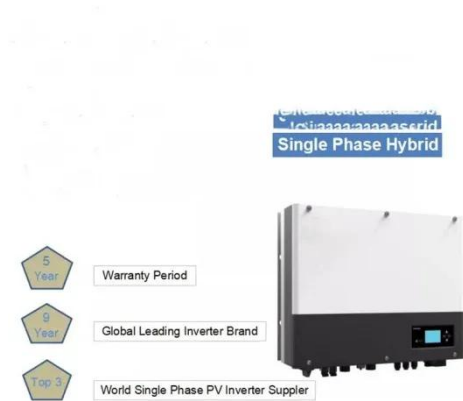 Single Phase Hybrid
5
Year
Warranty Period
9
Year
Global Leading Inverter Brand
Top 3
World Single Phase PV Inverter Suppler